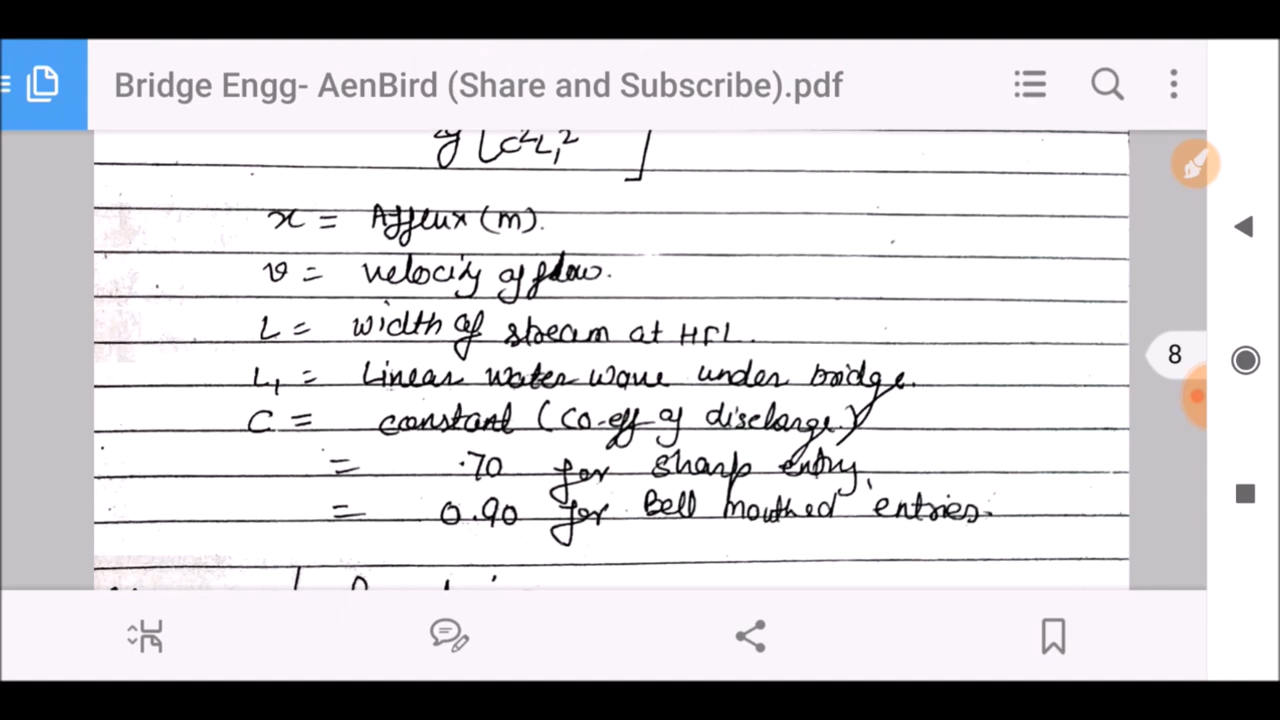 Bridge Engg- AenBird (Share and Subscribe).pdf
2g [C²L₁² ]
x = Afflux (m).
v = velocity of flow.
L = width of stream at HFL.
L₁ = Linear water wave under bridge.
C = constant (co-eff of discharge)
= .70 for sharp entry
= 0.90 for Bell mouthed entries.
8